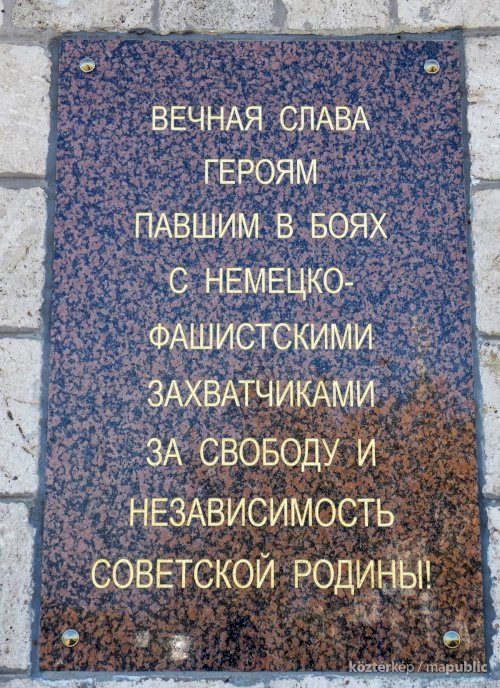 ВЕЧНАЯ СЛАВА
ГЕРОЯМ
ПАВШИМ В БОЯХ
С НЕМЕЦКО-
ФАШИСТСКИМИ
ЗАХВАТЧИКАМИ
ЗА СВОБОДУ И
НЕЗАВИСИМОСТЬ
СОВЕТСКОЙ РОДИНЫ!
köztérkép / mapublic